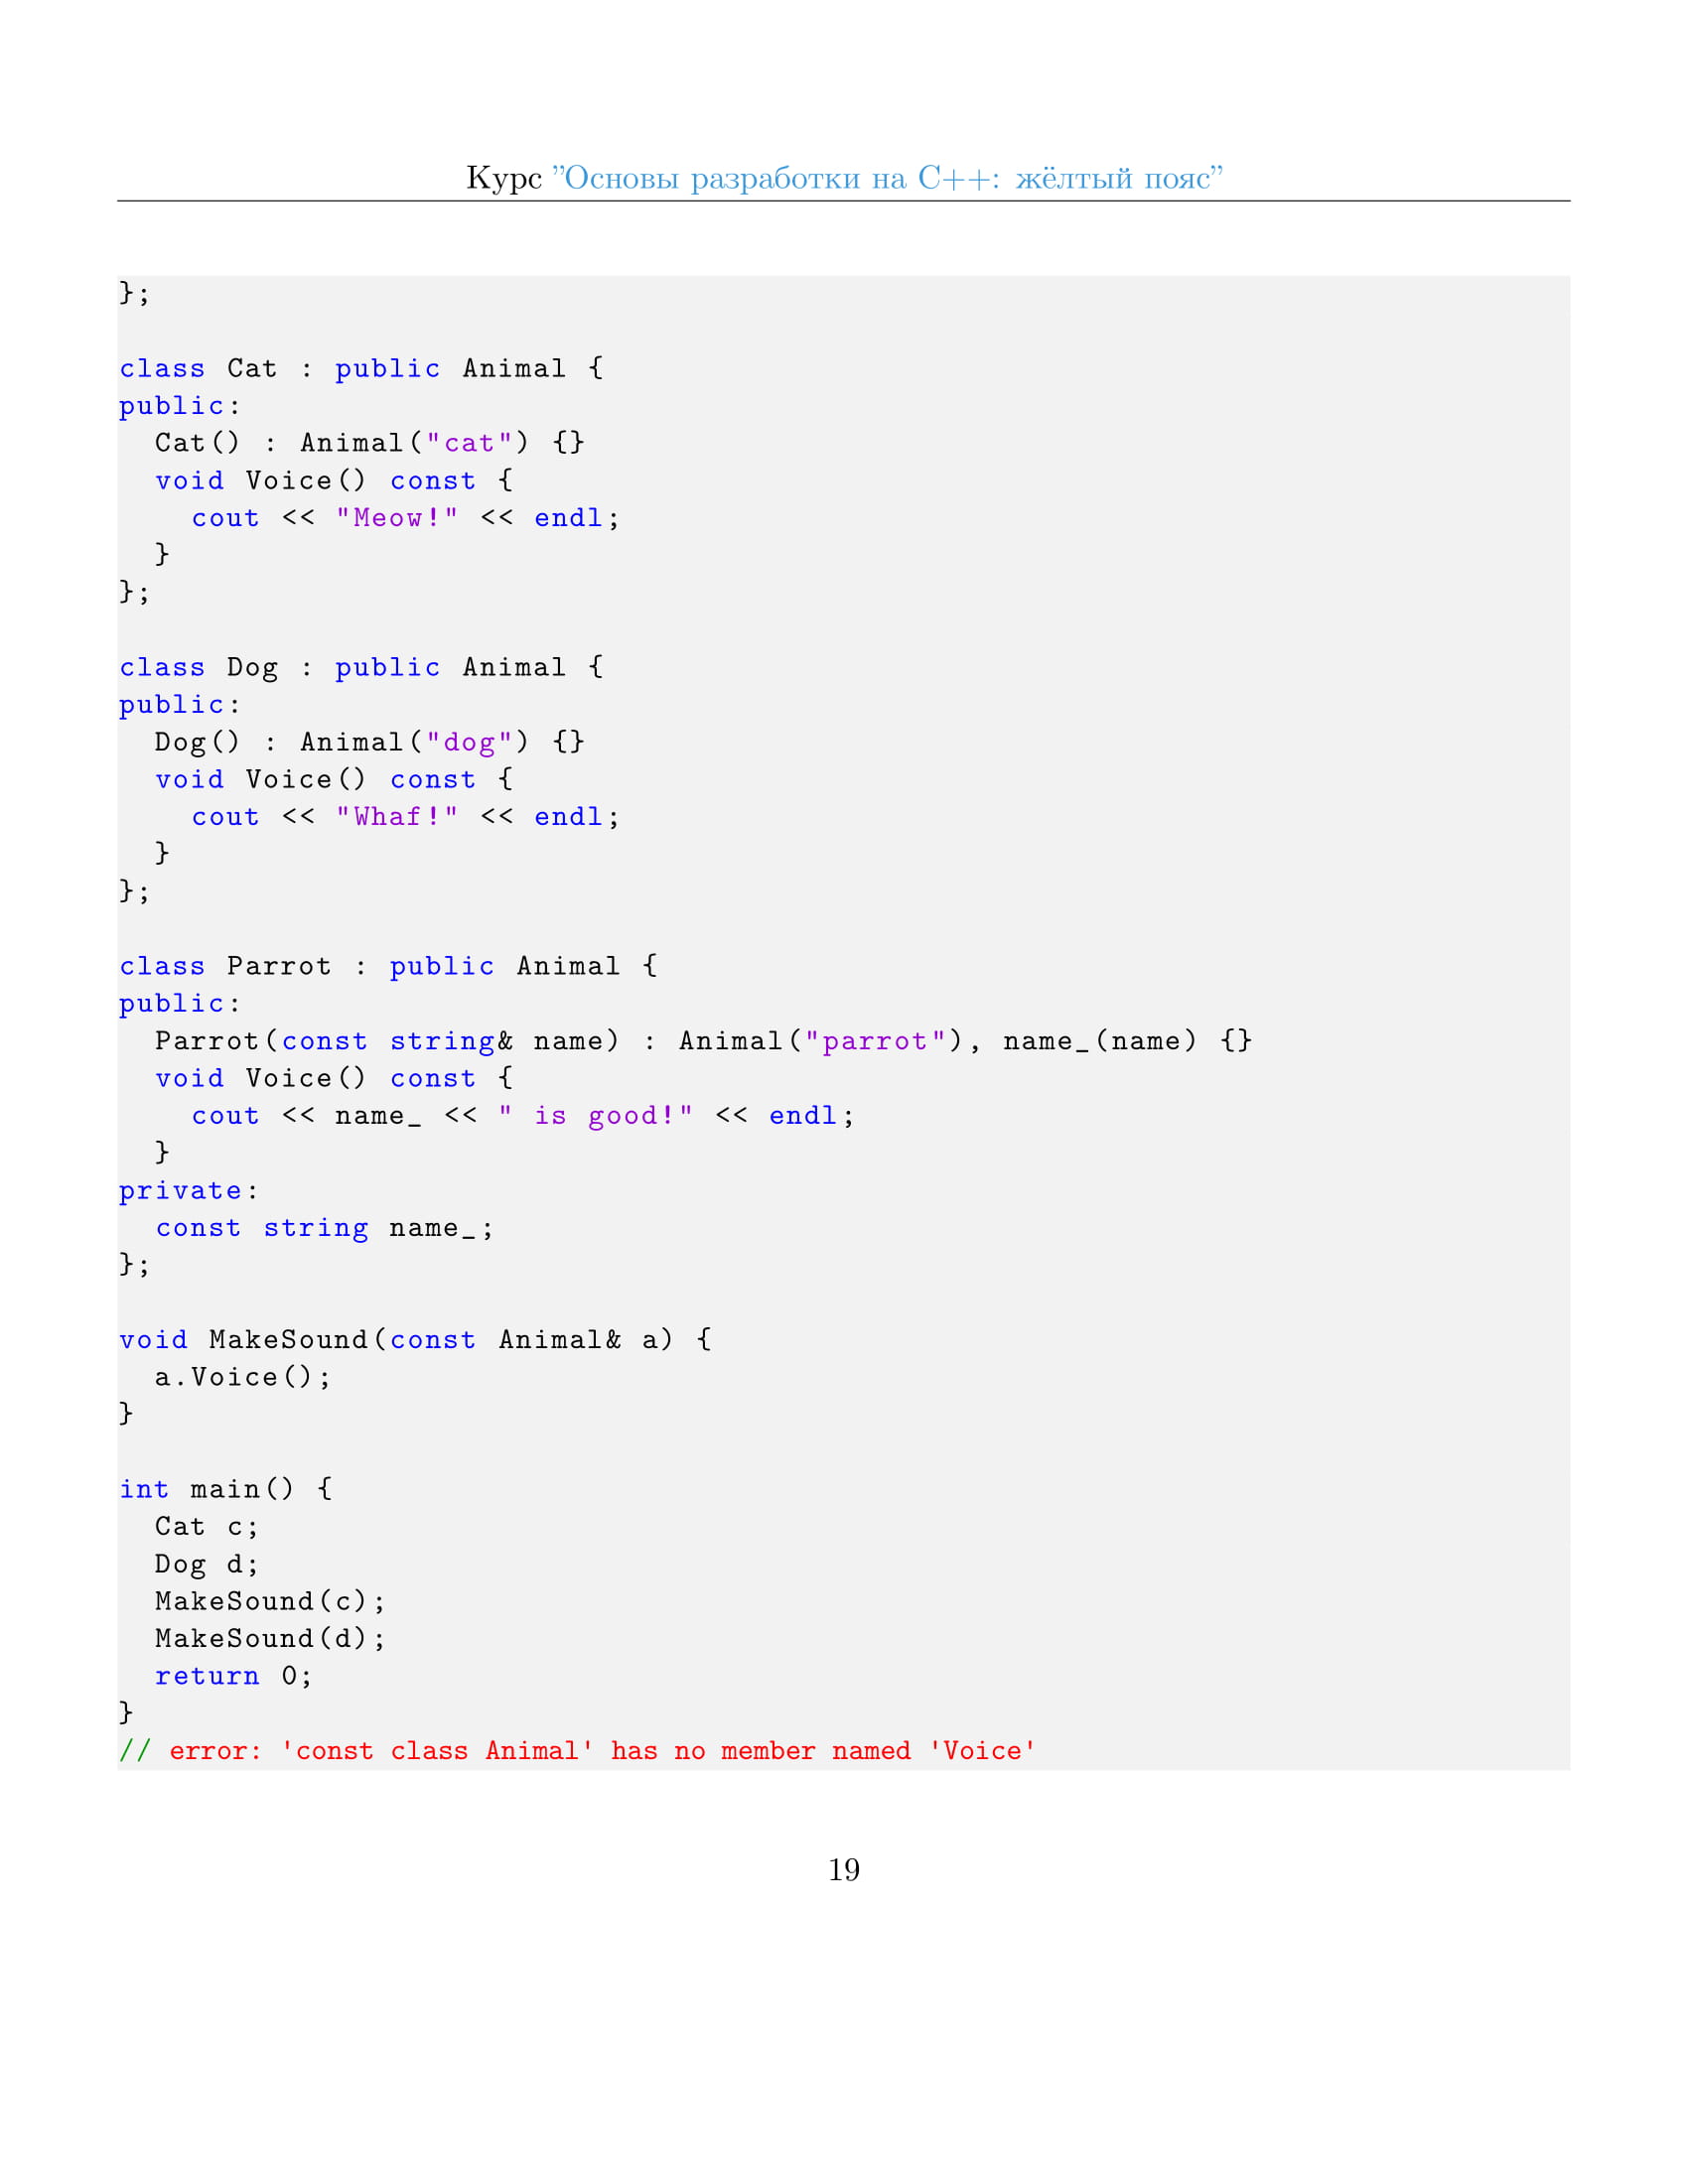 Курс ”Основы разработки на C++: жёлтый пояс”
};
class Cat : public Animal {
public:
  Cat() : Animal("cat") {}
  void Voice() const {
    cout << "Meow!" << endl;
  }
};
class Dog : public Animal {
public:
  Dog() : Animal("dog") {}
  void Voice() const {
    cout << "Whaf!" << endl;
  }
};
class Parrot : public Animal {
public:
  Parrot(const string& name) : Animal("parrot"), name_(name) {}
  void Voice() const {
    cout << name_ << " is good!" << endl;
  }
private:
  const string name_;
};
void MakeSound(const Animal& a) {
  a.Voice();
}
int main() {
  Cat c;
  Dog d;
  MakeSound(c);
  MakeSound(d);
  return 0;
}
// error: 'const class Animal' has no member named 'Voice'
19